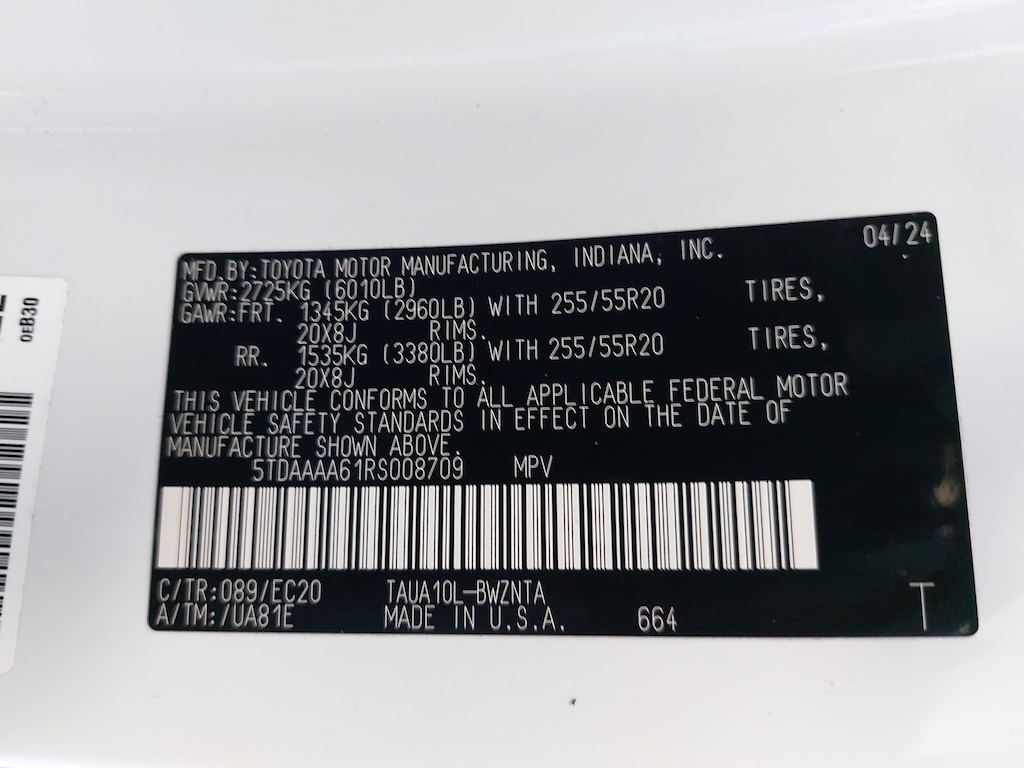 04/24
MFD.BY:TOYOTA MOTOR MANUFACTURING, INDIANA, INC.
GVWR:2725KG (6010LB)
GAWR:FRT. 1345KG (2960LB) WITH 255/55R20 TIRES,
20X8J RIMS.
RR. 1535KG (3380LB) WITH 255/55R20 TIRES,
20X8J RIMS.
THIS VEHICLE CONFORMS TO ALL APPLICABLE FEDERAL MOTOR
VEHICLE SAFETY STANDARDS IN EFFECT ON THE DATE OF
MANUFACTURE SHOWN ABOVE.
5TDAAAA61RS008709 MPV
C/TR:089/EC20 TAUA10L-BWZNTA
A/TM:/UA81E MADE IN U.S.A. 664 T
0EB30